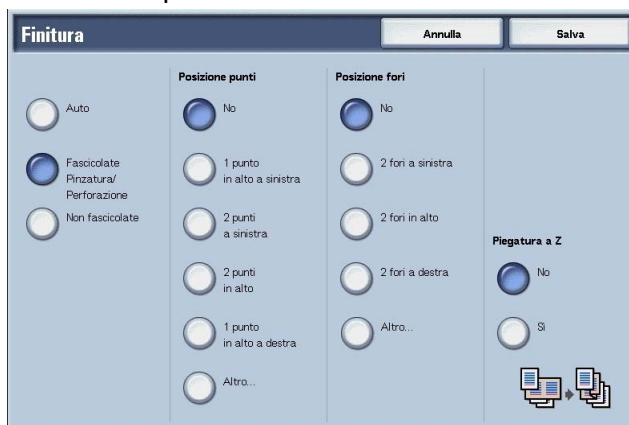 Finitura
Annulla
Salva
Auto
Fascicolate
Pinzatura/
Perforazione
Non fascicolate
Posizione punti
No
1 punto
in alto a sinistra
2 punti
a sinistra
2 punti
in alto
1 punto
in alto a destra
Altro...
Posizione fori
No
2 fori a sinistra
2 fori in alto
2 fori a destra
Altro...
Piegatura a Z
No
Sì